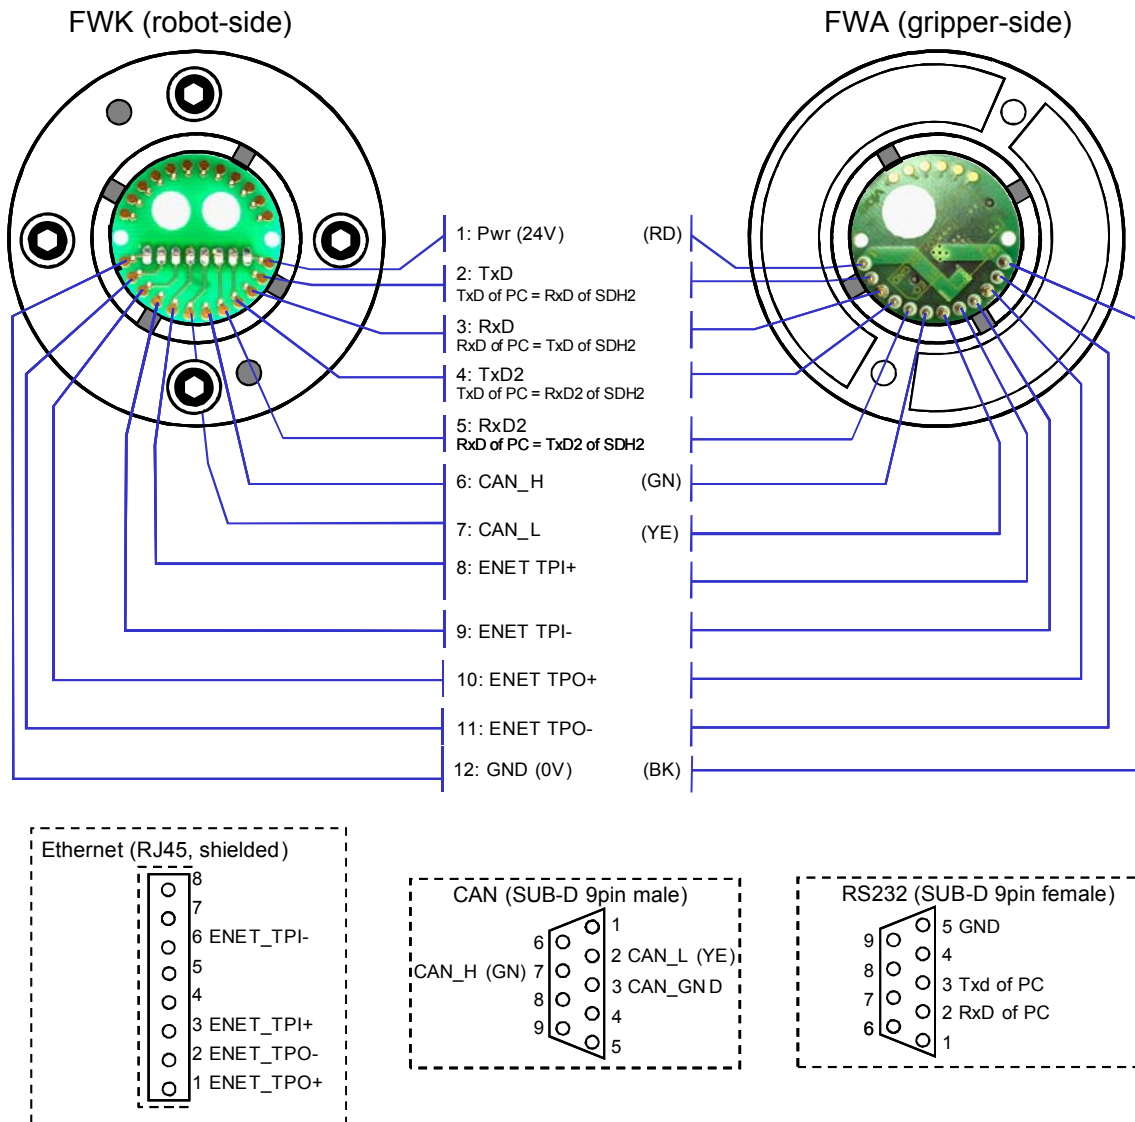 FWK (robot-side)
FWA (gripper-side)
1: Pwr (24V) (RD)
2: TxD
TxD of PC = RxD of SDH2
3: RxD
RxD of PC = TxD of SDH2
4: TxD2
TxD of PC = RxD2 of SDH2
5: RxD2
RxD of PC = TxD2 of SDH2
6: CAN_H (GN)
7: CAN_L (YE)
8: ENET TPI+
9: ENET TPI-
10: ENET TPO+
11: ENET TPO-
12: GND (0V) (BK)
Ethernet (RJ45, shielded)
8
7
6 ENET_TPI-
5
4
3 ENET_TPI+
2 ENET_TPO-
1 ENET_TPO+
CAN (SUB-D 9pin male)
1
6
2 CAN_L (YE)
CAN_H (GN) 7
3 CAN_GND
8
4
9
5
RS232 (SUB-D 9pin female)
5 GND
9
4
8
3 Txd of PC
7
2 RxD of PC
6
1